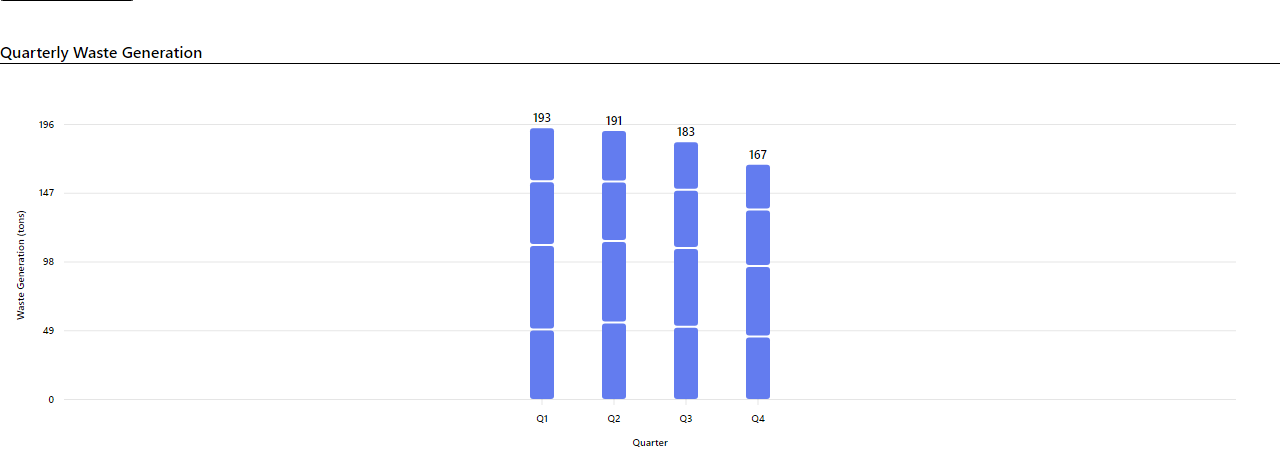 Quarterly Waste Generation
193
191
183
167
196
147
98
49
0
Waste Generation (tons)
Q1 Q2 Q3 Q4
Quarter